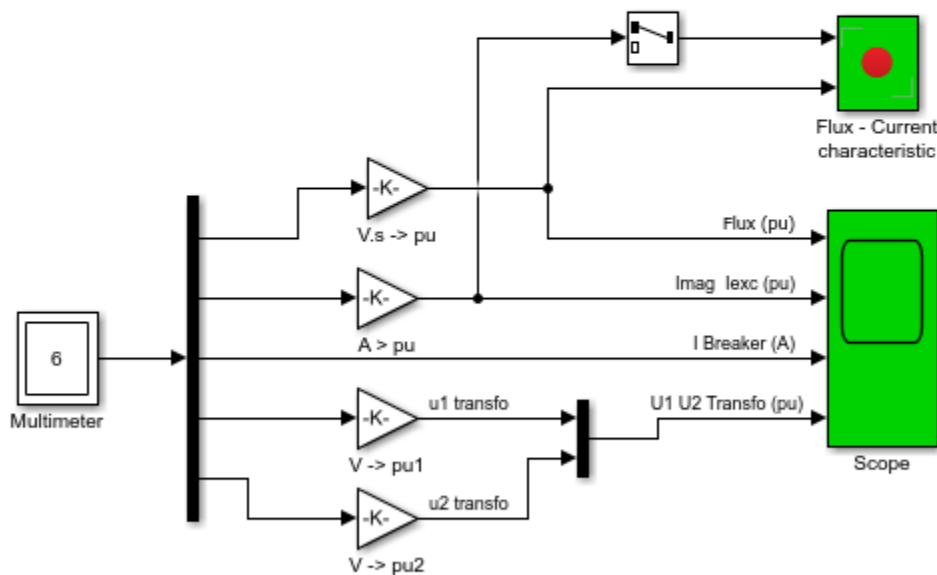 Flux - Current
characteristic
-K-
V.s -> pu
Flux (pu)
-K-
A > pu
Imag Iexc (pu)
6
Multimeter
I Breaker (A)
-K-
V -> pu1
u1 transfo
U1 U2 Transfo (pu)
Scope
-K-
V -> pu2
u2 transfo